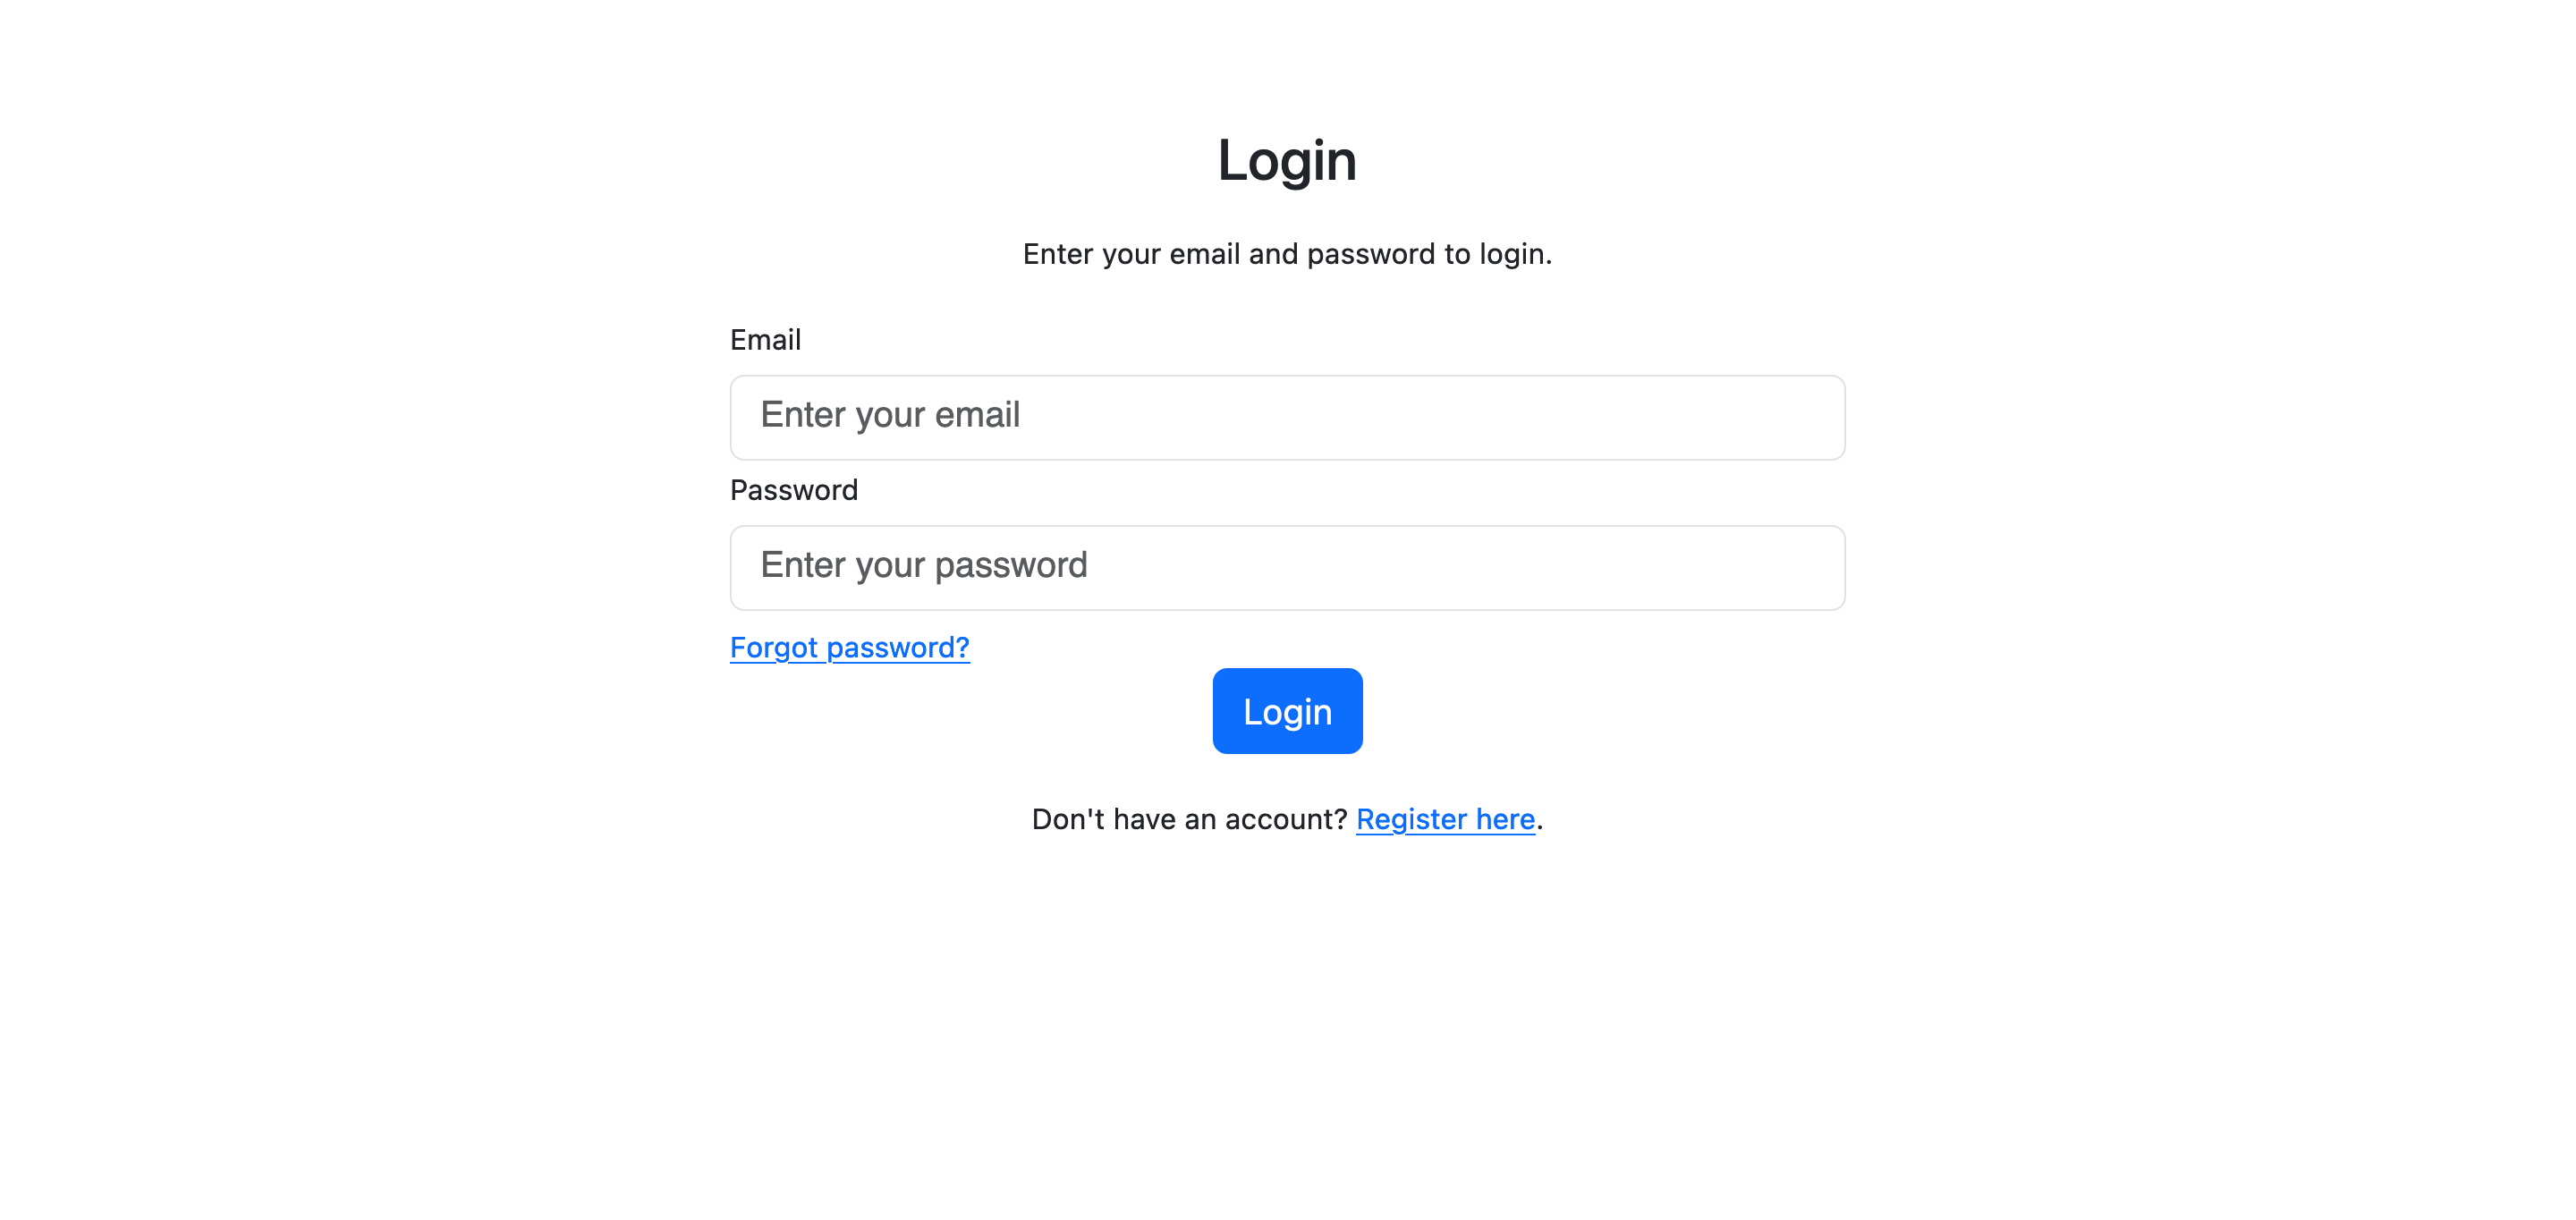 Login
Enter your email and password to login.
Email
Enter your email
Password
Enter your password
Forgot password?
Login
Don't have an account? Register here.